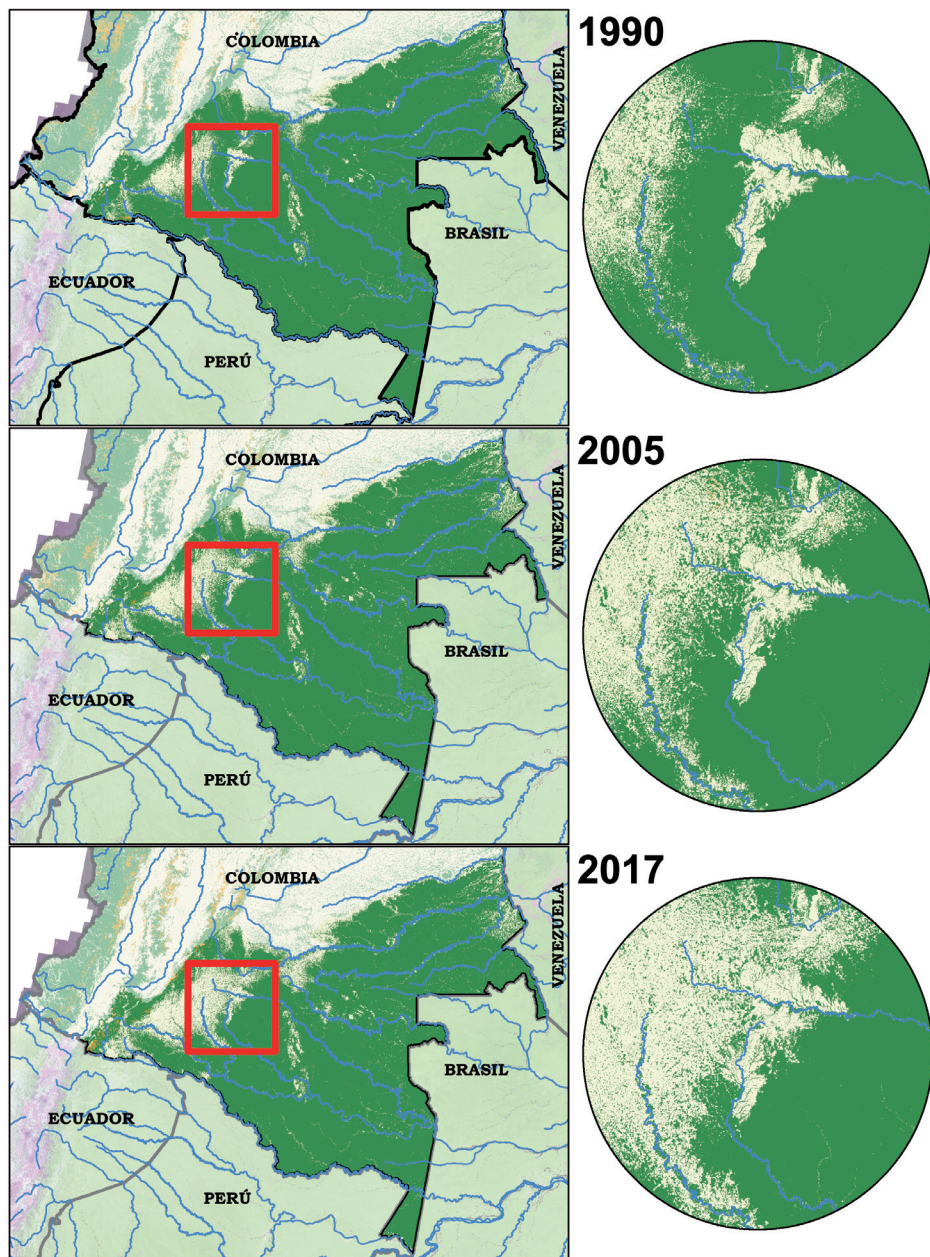 COLOMBIA
VENEZUELA
BRASIL
ECUADOR
PERÚ
1990
COLOMBIA
VENEZUELA
BRASIL
ECUADOR
PERÚ
2005
COLOMBIA
VENEZUELA
BRASIL
ECUADOR
PERÚ
2017